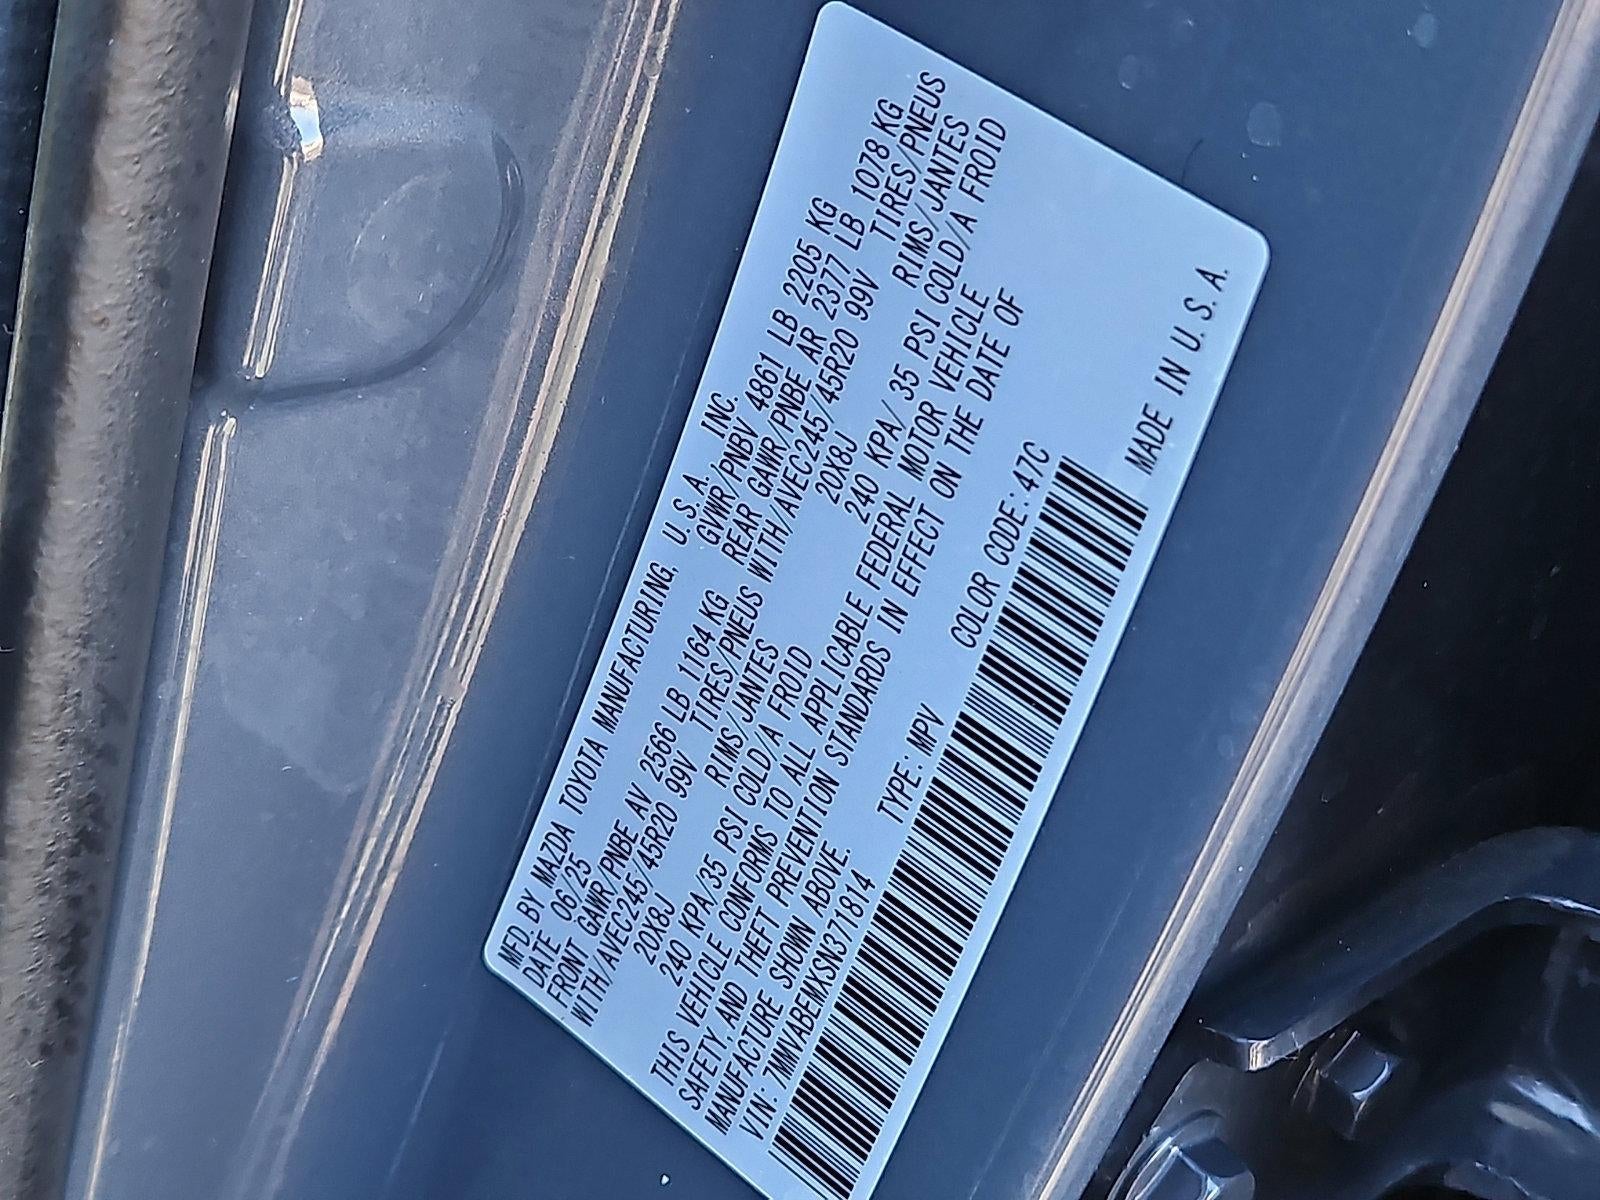 MFD. BY MAZDA TOYOTA MANUFACTURING, U.S.A. INC.
DATE 06/25 GVWR/PNBV 4861 LB 2205 KG
FRONT GAWR/PNBE AV 2566 LB 1164 KG REAR GAWR/PNBE AR 2377 LB 1078 KG
WITH/AVEC245/45R20 99V TIRES/PNEUS WITH/AVEC245/45R20 99V TIRES/PNEUS
20X8J RIMS/JANTES 20X8J RIMS/JANTES
240 KPA/35 PSI COLD/A FROID 240 KPA/ 35 PSI COLD/A FROID
THIS VEHICLE CONFORMS TO ALL APPLICABLE FEDERAL MOTOR VEHICLE
SAFETY, AND THEFT PREVENTION STANDARDS IN EFFECT ON THE DATE OF
MANUFACTURE SHOWN ABOVE.
VIN: 7MMVABEMXSN371814 TYPE: MPV COLOR CODE: 47C
MADE IN U.S.A.